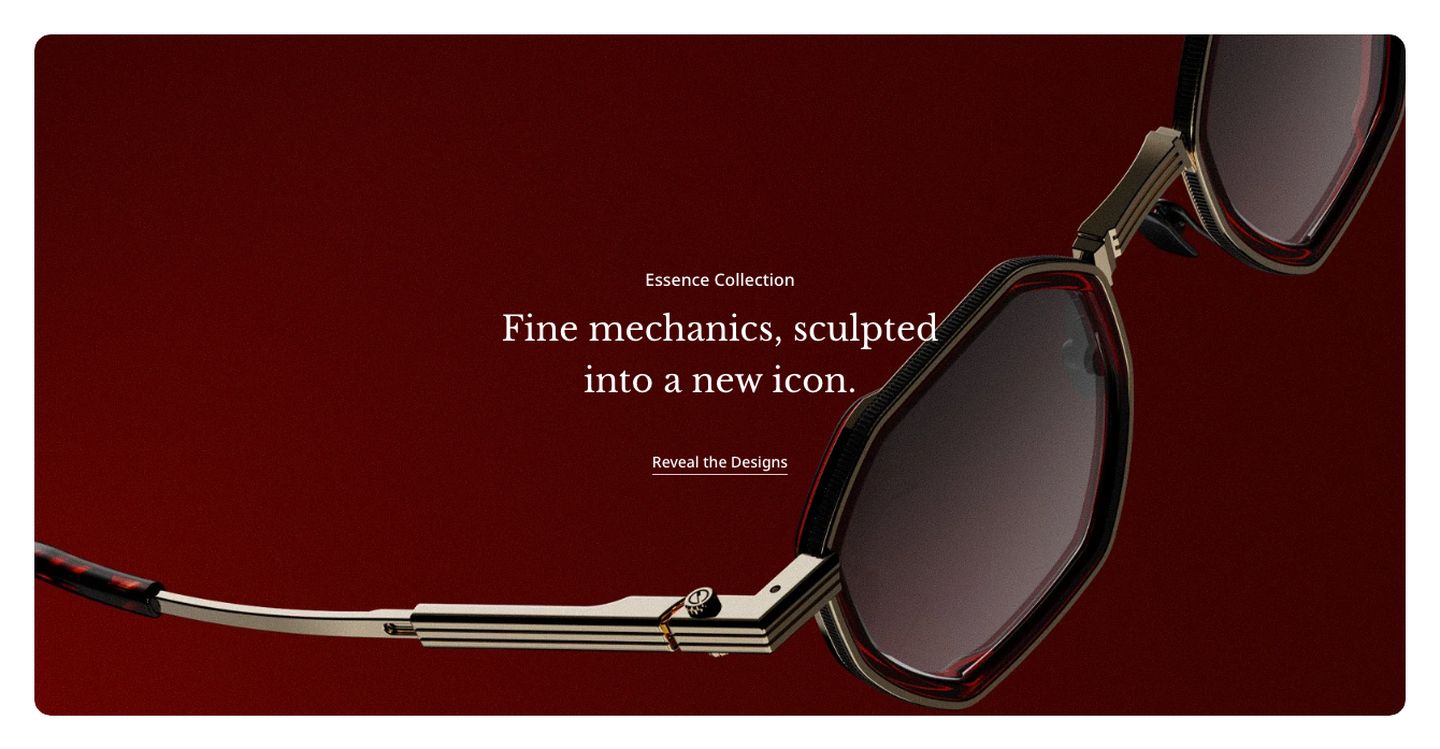 Essence Collection
Fine mechanics, sculpted
into a new icon.
Reveal the Designs